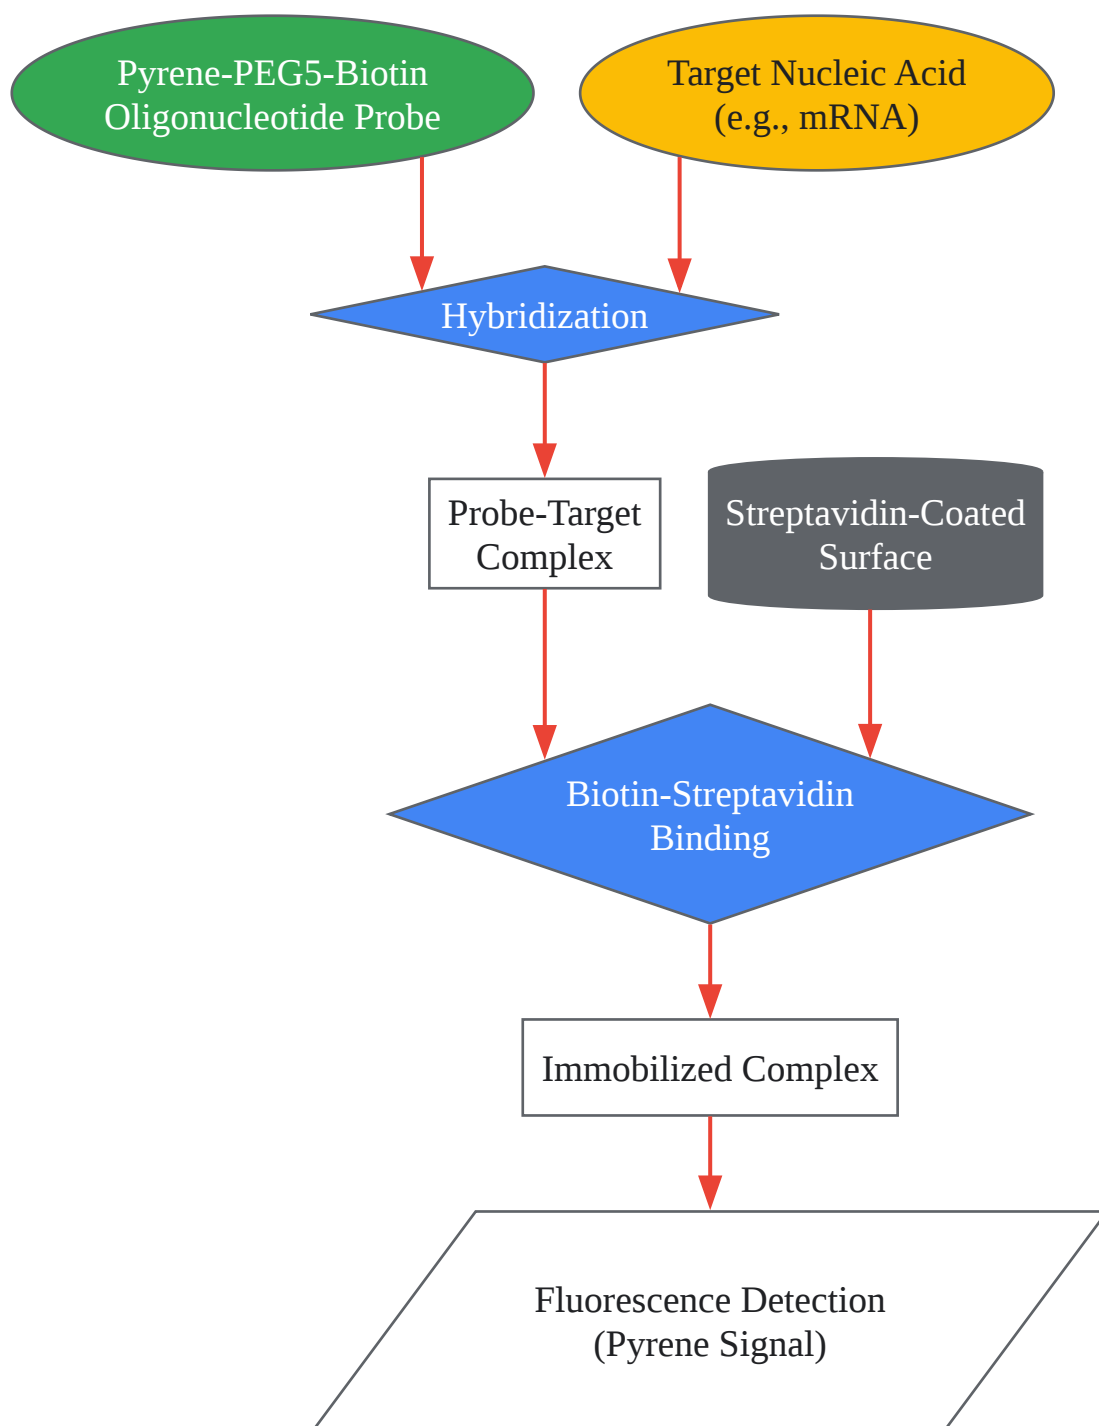 Pyrene-PEG5-Biotin
Oligonucleotide Probe
Target Nucleic Acid
(e.g., mRNA)
Hybridization
Probe-Target
Complex
Streptavidin-Coated
Surface
Biotin-Streptavidin
Binding
Immobilized Complex
Fluorescence Detection
(Pyrene Signal)